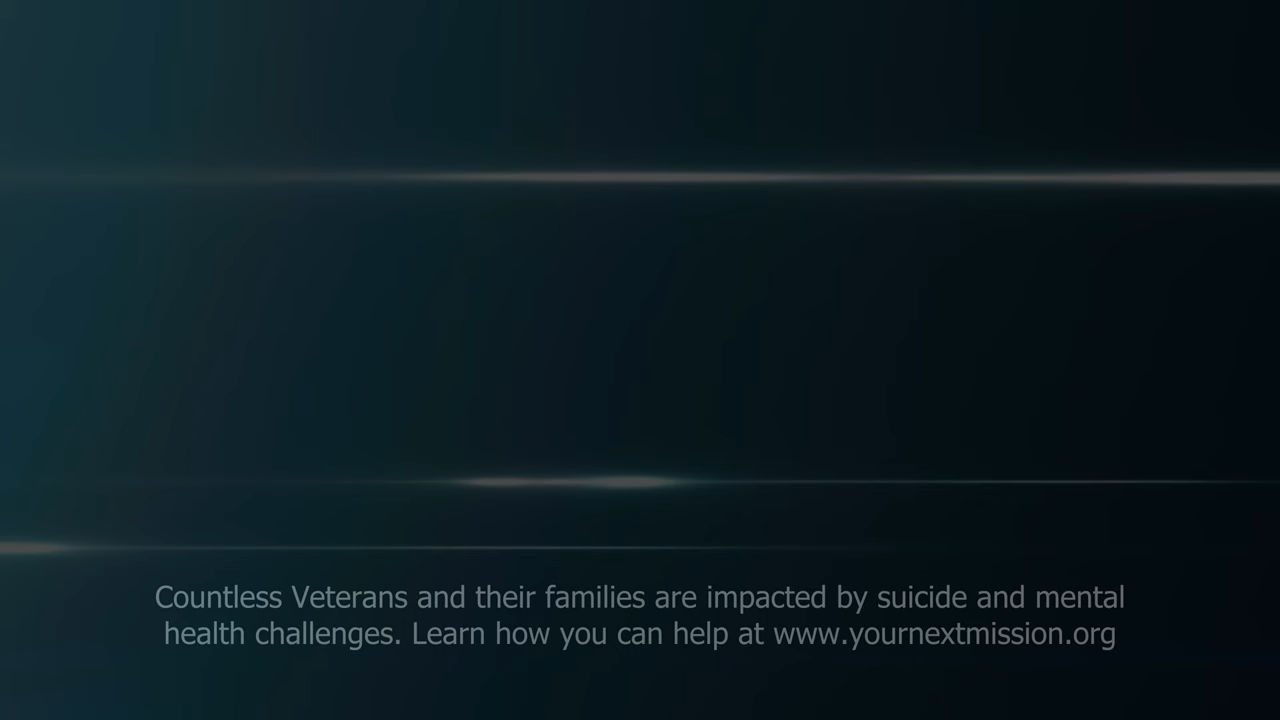 Countless Veterans and their families are impacted by suicide and mental
health challenges. Learn how you can help at www.yournextmission.org